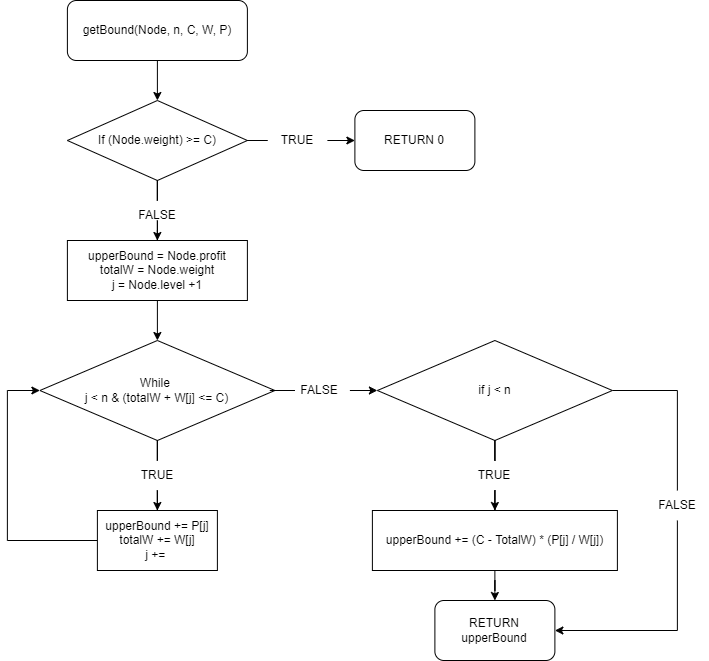 getBound(Node, n, C, W, P)
If (Node.weight) >= C)
TRUE
RETURN 0
FALSE
upperBound = Node.profit
totalW = Node.weight
j = Node.level +1
While
j < n & (totalW + W[j] <= C)
FALSE
if j < n
TRUE
TRUE
FALSE
upperBound += P[j]
totalW += W[j]
j +=
upperBound += (C - TotalW) * (P[j] / W[j])
RETURN
upperBound